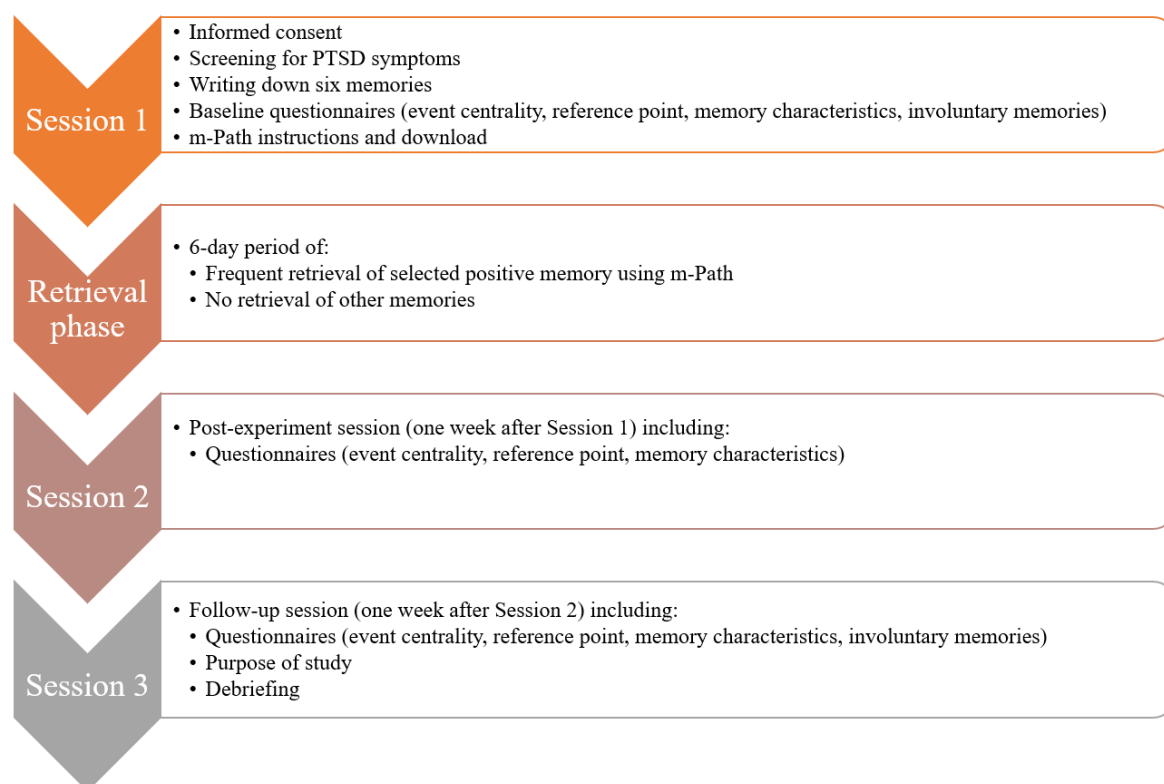 Session 1
• Informed consent
• Screening for PTSD symptoms
• Writing down six memories
• Baseline questionnaires (event centrality, reference point, memory characteristics, involuntary memories)
• m-Path instructions and download
Retrieval
phase
• 6-day period of:
• Frequent retrieval of selected positive memory using m-Path
• No retrieval of other memories
Session 2
• Post-experiment session (one week after Session 1) including:
• Questionnaires (event centrality, reference point, memory characteristics)
Session 3
• Follow-up session (one week after Session 2) including:
• Questionnaires (event centrality, reference point, memory characteristics, involuntary memories)
• Purpose of study
• Debriefing